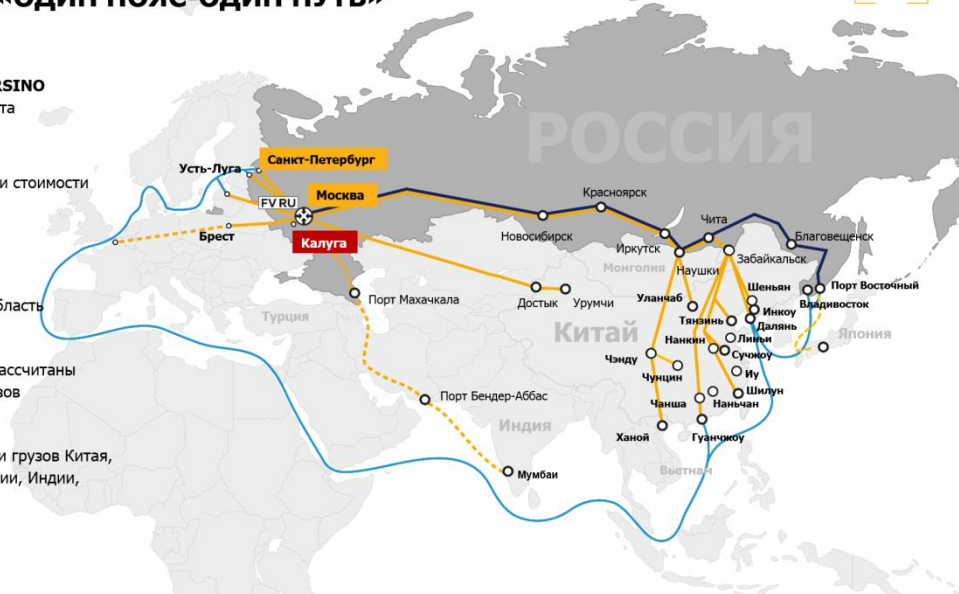 «ОДИН ПОЯС-ОДИН ПУТЬ»
RSINO
та
и стоимости
бласть
ассчитаны
зов
и грузов Китая,
ии, Индии,
РОССИЯ
Санкт-Петербург
Усть-Луга
FV RU
Москва
Брест
Калуга
Красноярск
Новосибирск
Иркутск
Чита
Благовещенск
Монголия
Наушки
Забайкальск
Порт Махачкала
Турция
Достык
Урумчи
Уланчаб
Шеньян
Порт Восточный
Владивосток
Инкоу
Тянзинь
Далянь
Китай
Нанкин
Линьи
Япония
Сучжоу
Чэнду
Чунцин
Иу
Шилун
Чанша
Наньчан
Порт Бендер-Аббас
Индия
Ханой
Гуанчжоу
Вьетнам
Мумбаи